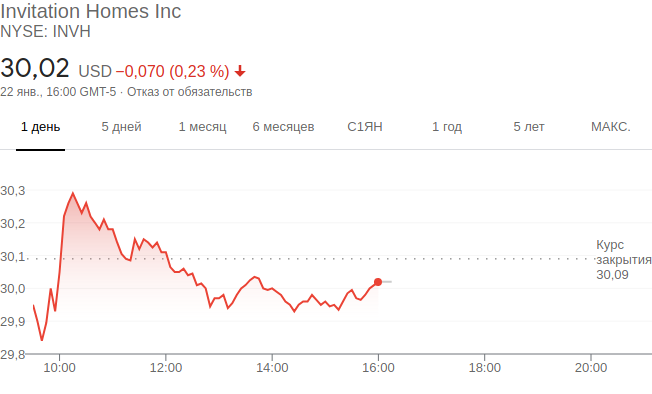 Invitation Homes Inc
NYSE: INVH
30,02 USD −0,070 (0,23 %) ↓
22 янв., 16:00 GMT-5 · Отказ от обязательств
1 день 5 дней 1 месяц 6 месяцев С1ЯН 1 год 5 лет МАКС.
30,3
30,2
30,1
30,0
29,9
29,8
Курс
закрытия
30,09
10:00 12:00 14:00 16:00 18:00 20:00